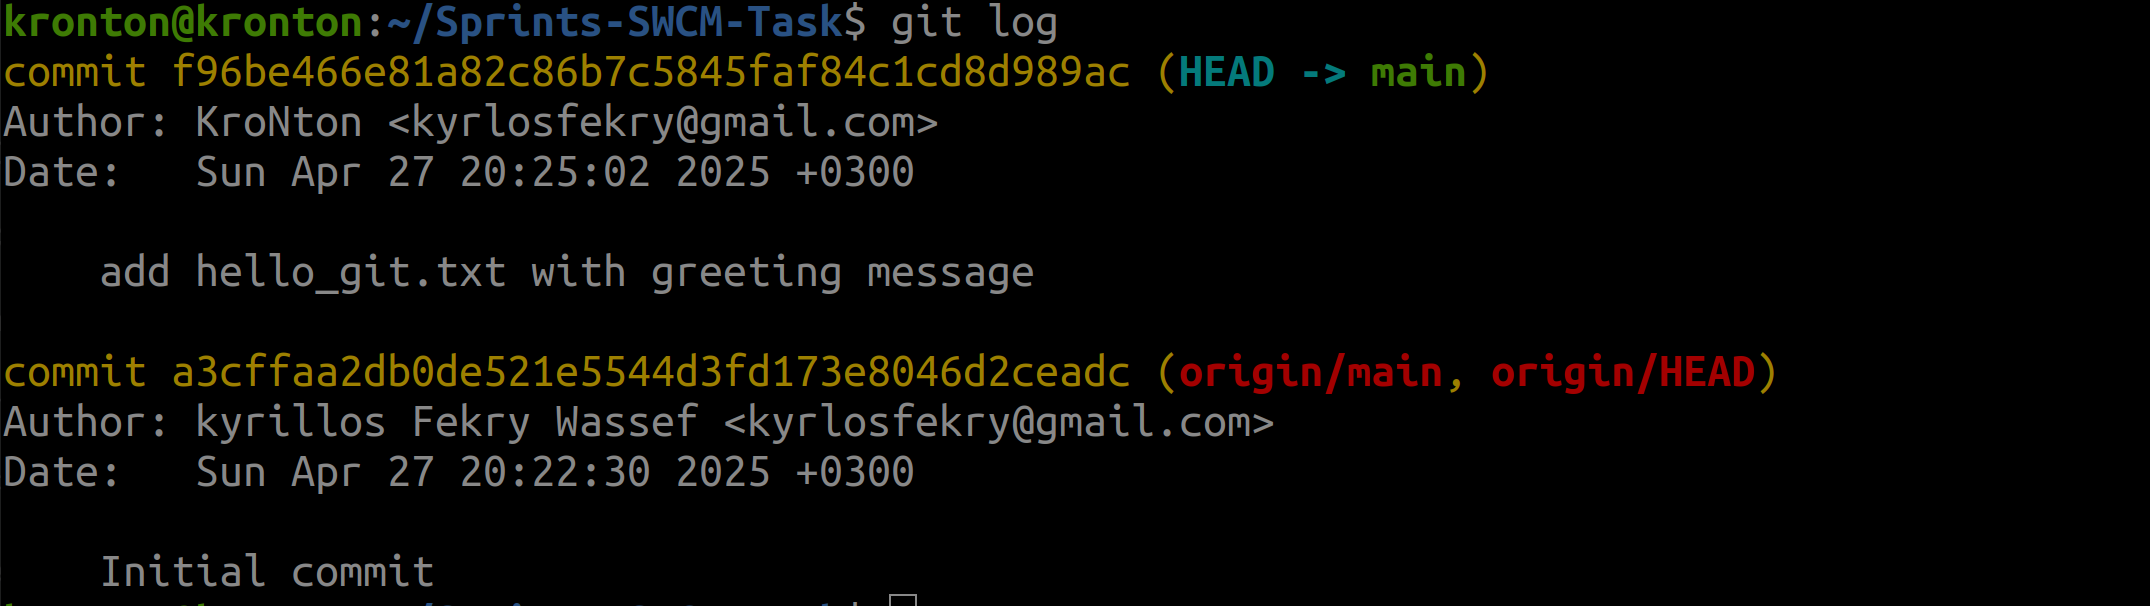 kronton@kronton:~/Sprints-SWCM-Task$ git log
commit f96be466e81a82c86b7c5845faf84c1cd8d989ac (HEAD -> main)
Author: KroNton <kyrlosfekry@gmail.com>
Date:   Sun Apr 27 20:25:02 2025 +0300
add hello_git.txt with greeting message
commit a3cffaa2db0de521e5544d3fd173e8046d2ceadc (origin/main, origin/HEAD)
Author: kyrillos Fekry Wassef <kyrlosfekry@gmail.com>
Date:   Sun Apr 27 20:22:30 2025 +0300
Initial commit